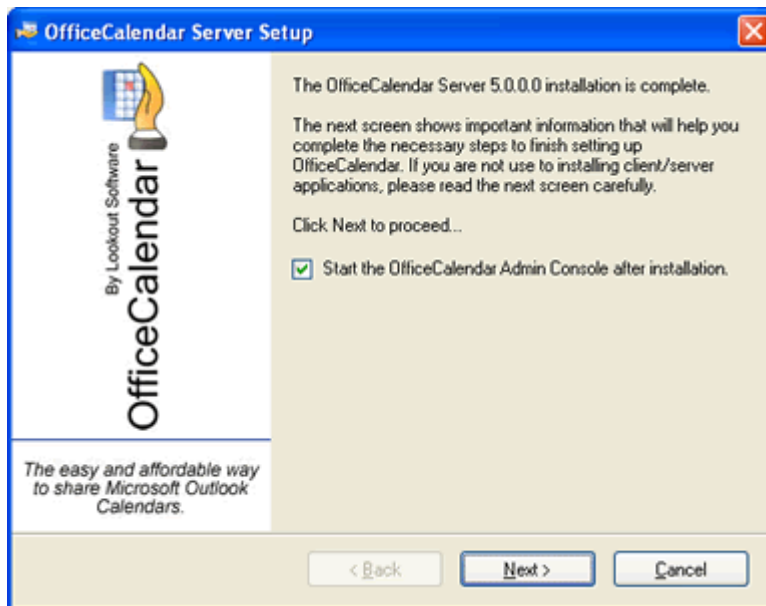 OfficeCalendar Server Setup
By Lookout Software
OfficeCalendar
The easy and affordable way
to share Microsoft Outlook
Calendars.
The OfficeCalendar Server 5.0.0.0 installation is complete.
The next screen shows important information that will help you
complete the necessary steps to finish setting up
OfficeCalendar. If you are not use to installing client/server
applications, please read the next screen carefully.
Click Next to proceed...
Start the OfficeCalendar Admin Console after installation.
< Back
Next >
Cancel